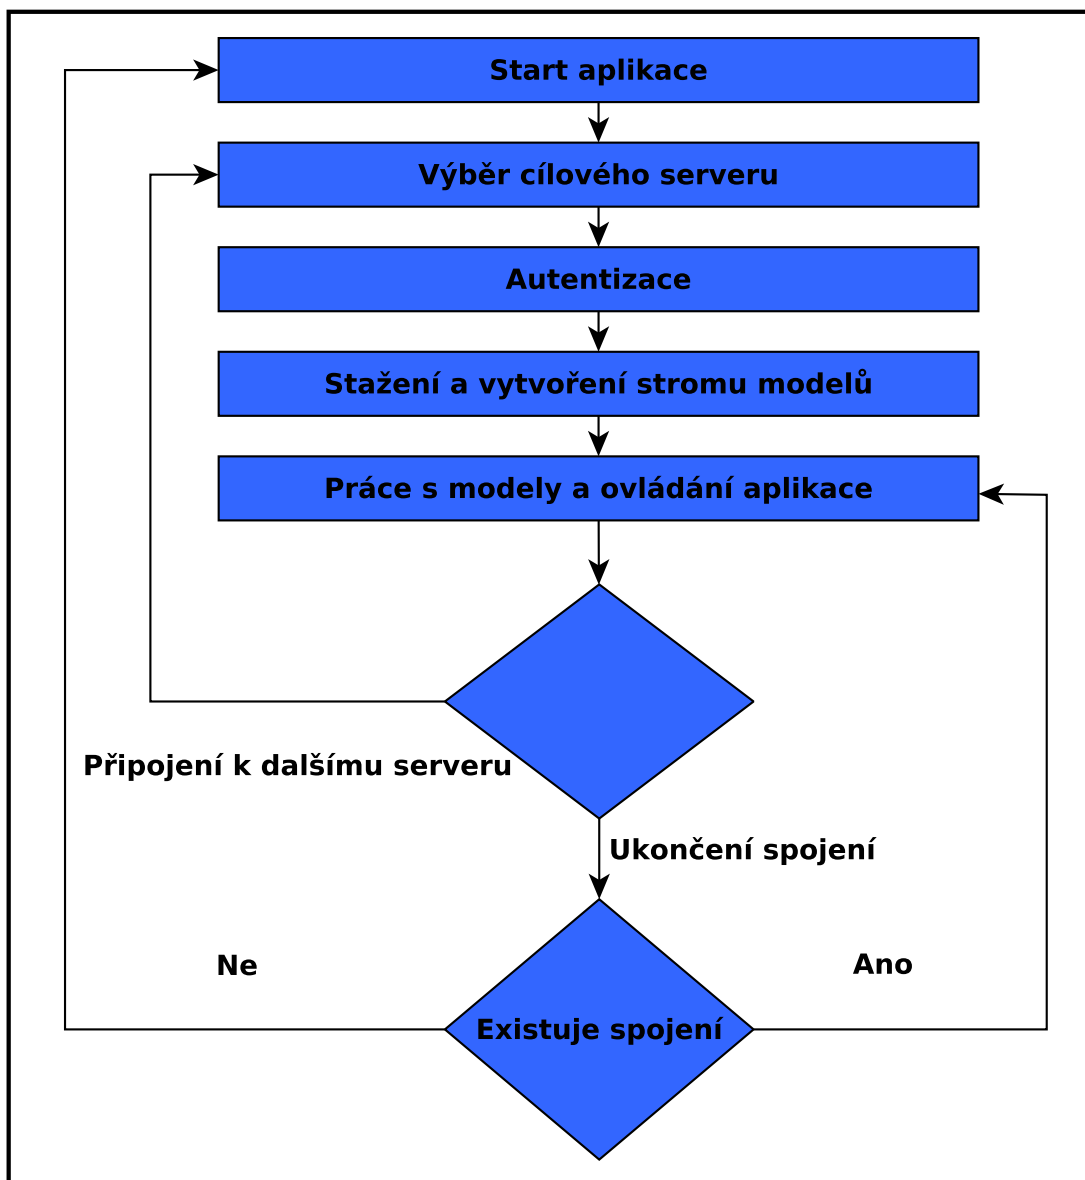 Start aplikace
Výběr cílového serveru
Autentizace
Stažení a vytvoření stromu modelů
Práce s modely a ovládání aplikace
Připojení k dalšímu serveru
Ukončení spojení
Ne
Ano
Existuje spojení